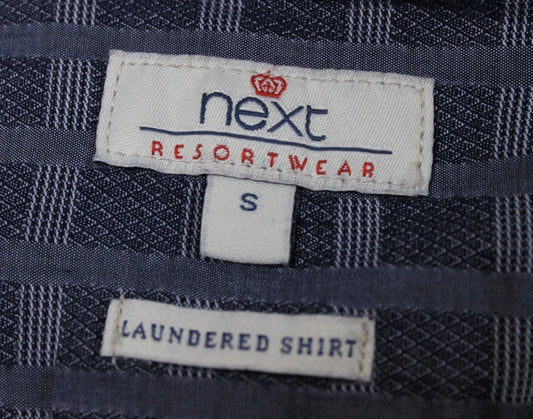 next
RESORTWEAR
S
LAUNDERED SHIRT